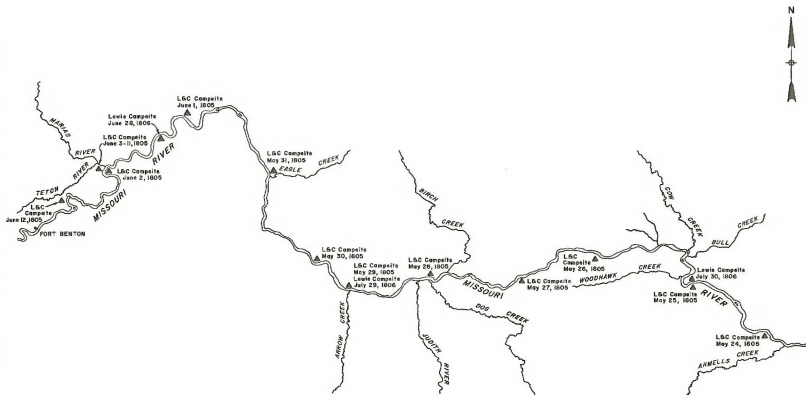 N
L&C Campsite
June 1, 1805
Lewis Campsite
June 28, 1806
L&C Campsite
June 3-11, 1805
MARIAS
RIVER
RIVER
L&C Campsite
June 2, 1805
TETON
RIVER
MISSOURI
L&C
Campsite
June 12, 1805
FORT BENTON
L&C Campsite
May 31, 1805
EAGLE
CREEK
BIRCH
CREEK
L&C Campsite
May 30, 1805
L&C Campsite
May 29, 1805
Lewis Campsite
July 29, 1806
L&C Campsite
May 28, 1805
MISSOURI
L&C Campsite
May 27, 1805
L&C
Campsite
May 26, 1805
COW
CREEK
BULL
CREEK
WOODHAWK
CREEK
Lewis Campsite
July 30, 1806
L&C Campsite
May 25, 1805
RIVER
L&C Campsite
May 24, 1805
ARMELLS
CREEK
ARROW CREEK
JUDITH
RIVER
DOG
CREEK